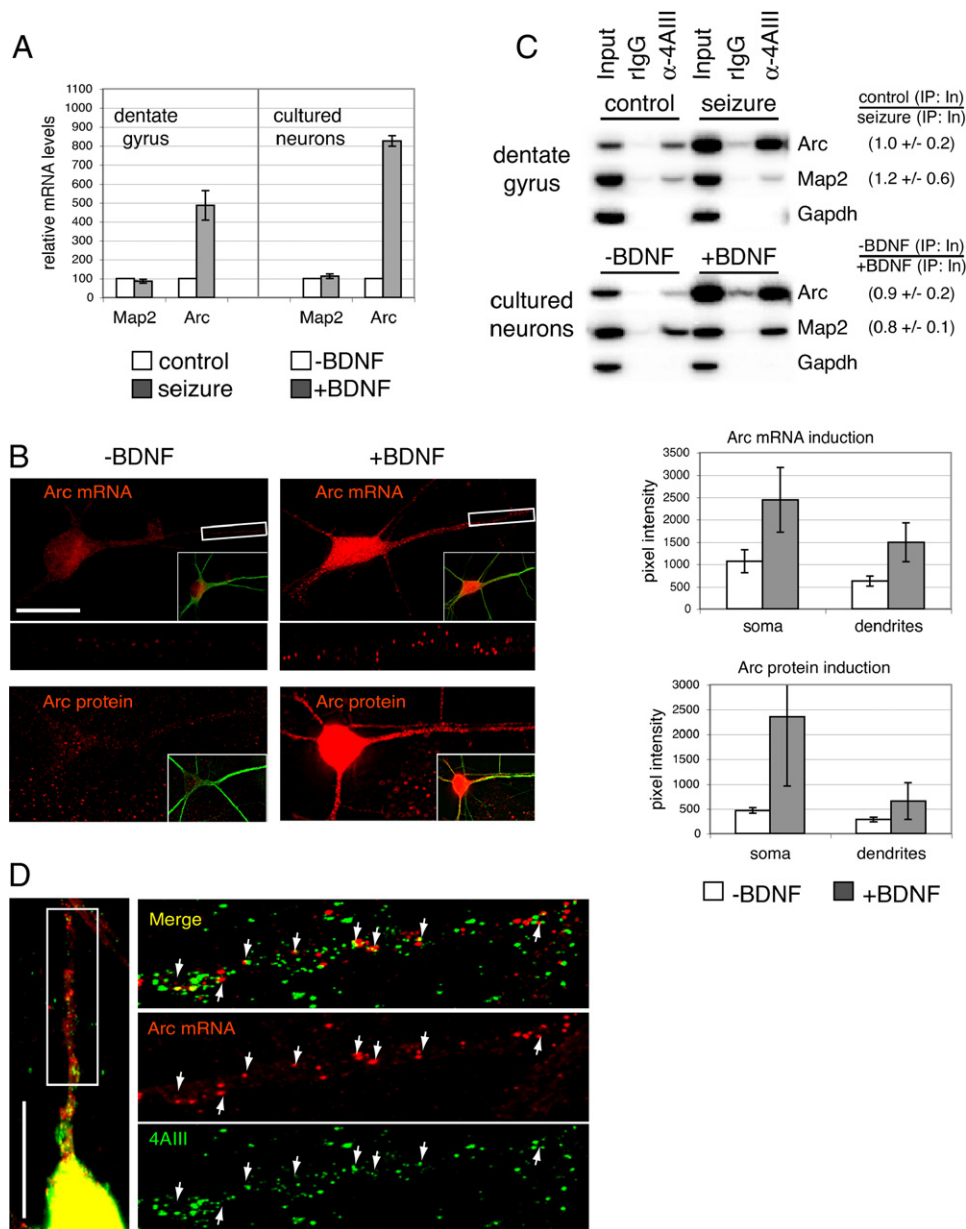 A
relative mRNA levels
1100
1000
900
800
700
600
500
400
300
200
100
0
dentate
gyrus
cultured
neurons
Map2
Arc
Map2
Arc
control
seizure
-BDNF
+BDNF
C
Input
rIgG
α-4AIII
Input
rIgG
α-4AIII
control
seizure
control (IP: In)
seizure (IP: In)
dentate
gyrus
Arc
(1.0 +/- 0.2)
Map2
(1.2 +/- 0.6)
Gapdh
-BDNF
+BDNF
-BDNF (IP: In)
+BDNF (IP: In)
cultured
neurons
Arc
(0.9 +/- 0.2)
Map2
(0.8 +/- 0.1)
Gapdh
B
-BDNF
+BDNF
Arc mRNA
Arc mRNA
Arc protein
Arc protein
Arc mRNA induction
pixel intensity
3500
3000
2500
2000
1500
1000
500
0
soma
dendrites
Arc protein induction
pixel intensity
3000
2500
2000
1500
1000
500
0
soma
dendrites
-BDNF
+BDNF
D
Merge
Arc mRNA
4AIII